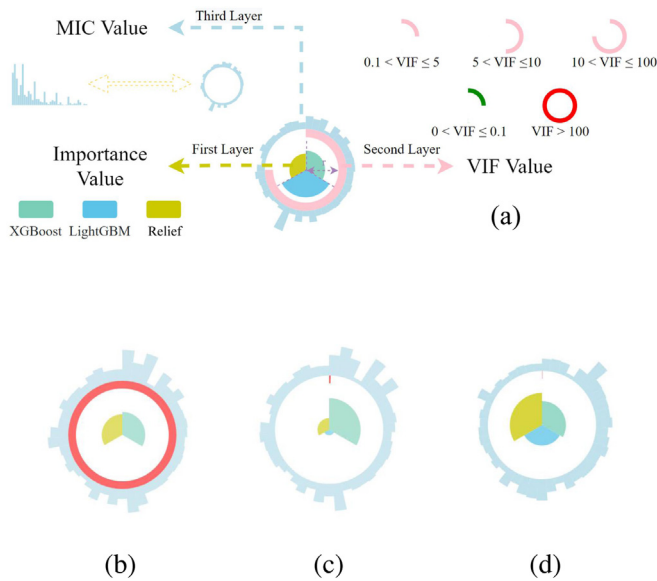 MIC Value
Third Layer
0.1 < VIF ≤ 5
5 < VIF ≤10
10 < VIF ≤ 100
0 < VIF ≤ 0.1
VIF > 100
Importance
Value
First Layer
Second Layer
VIF Value
XGBoost
LightGBM
Relief
(a)
(b)
(c)
(d)